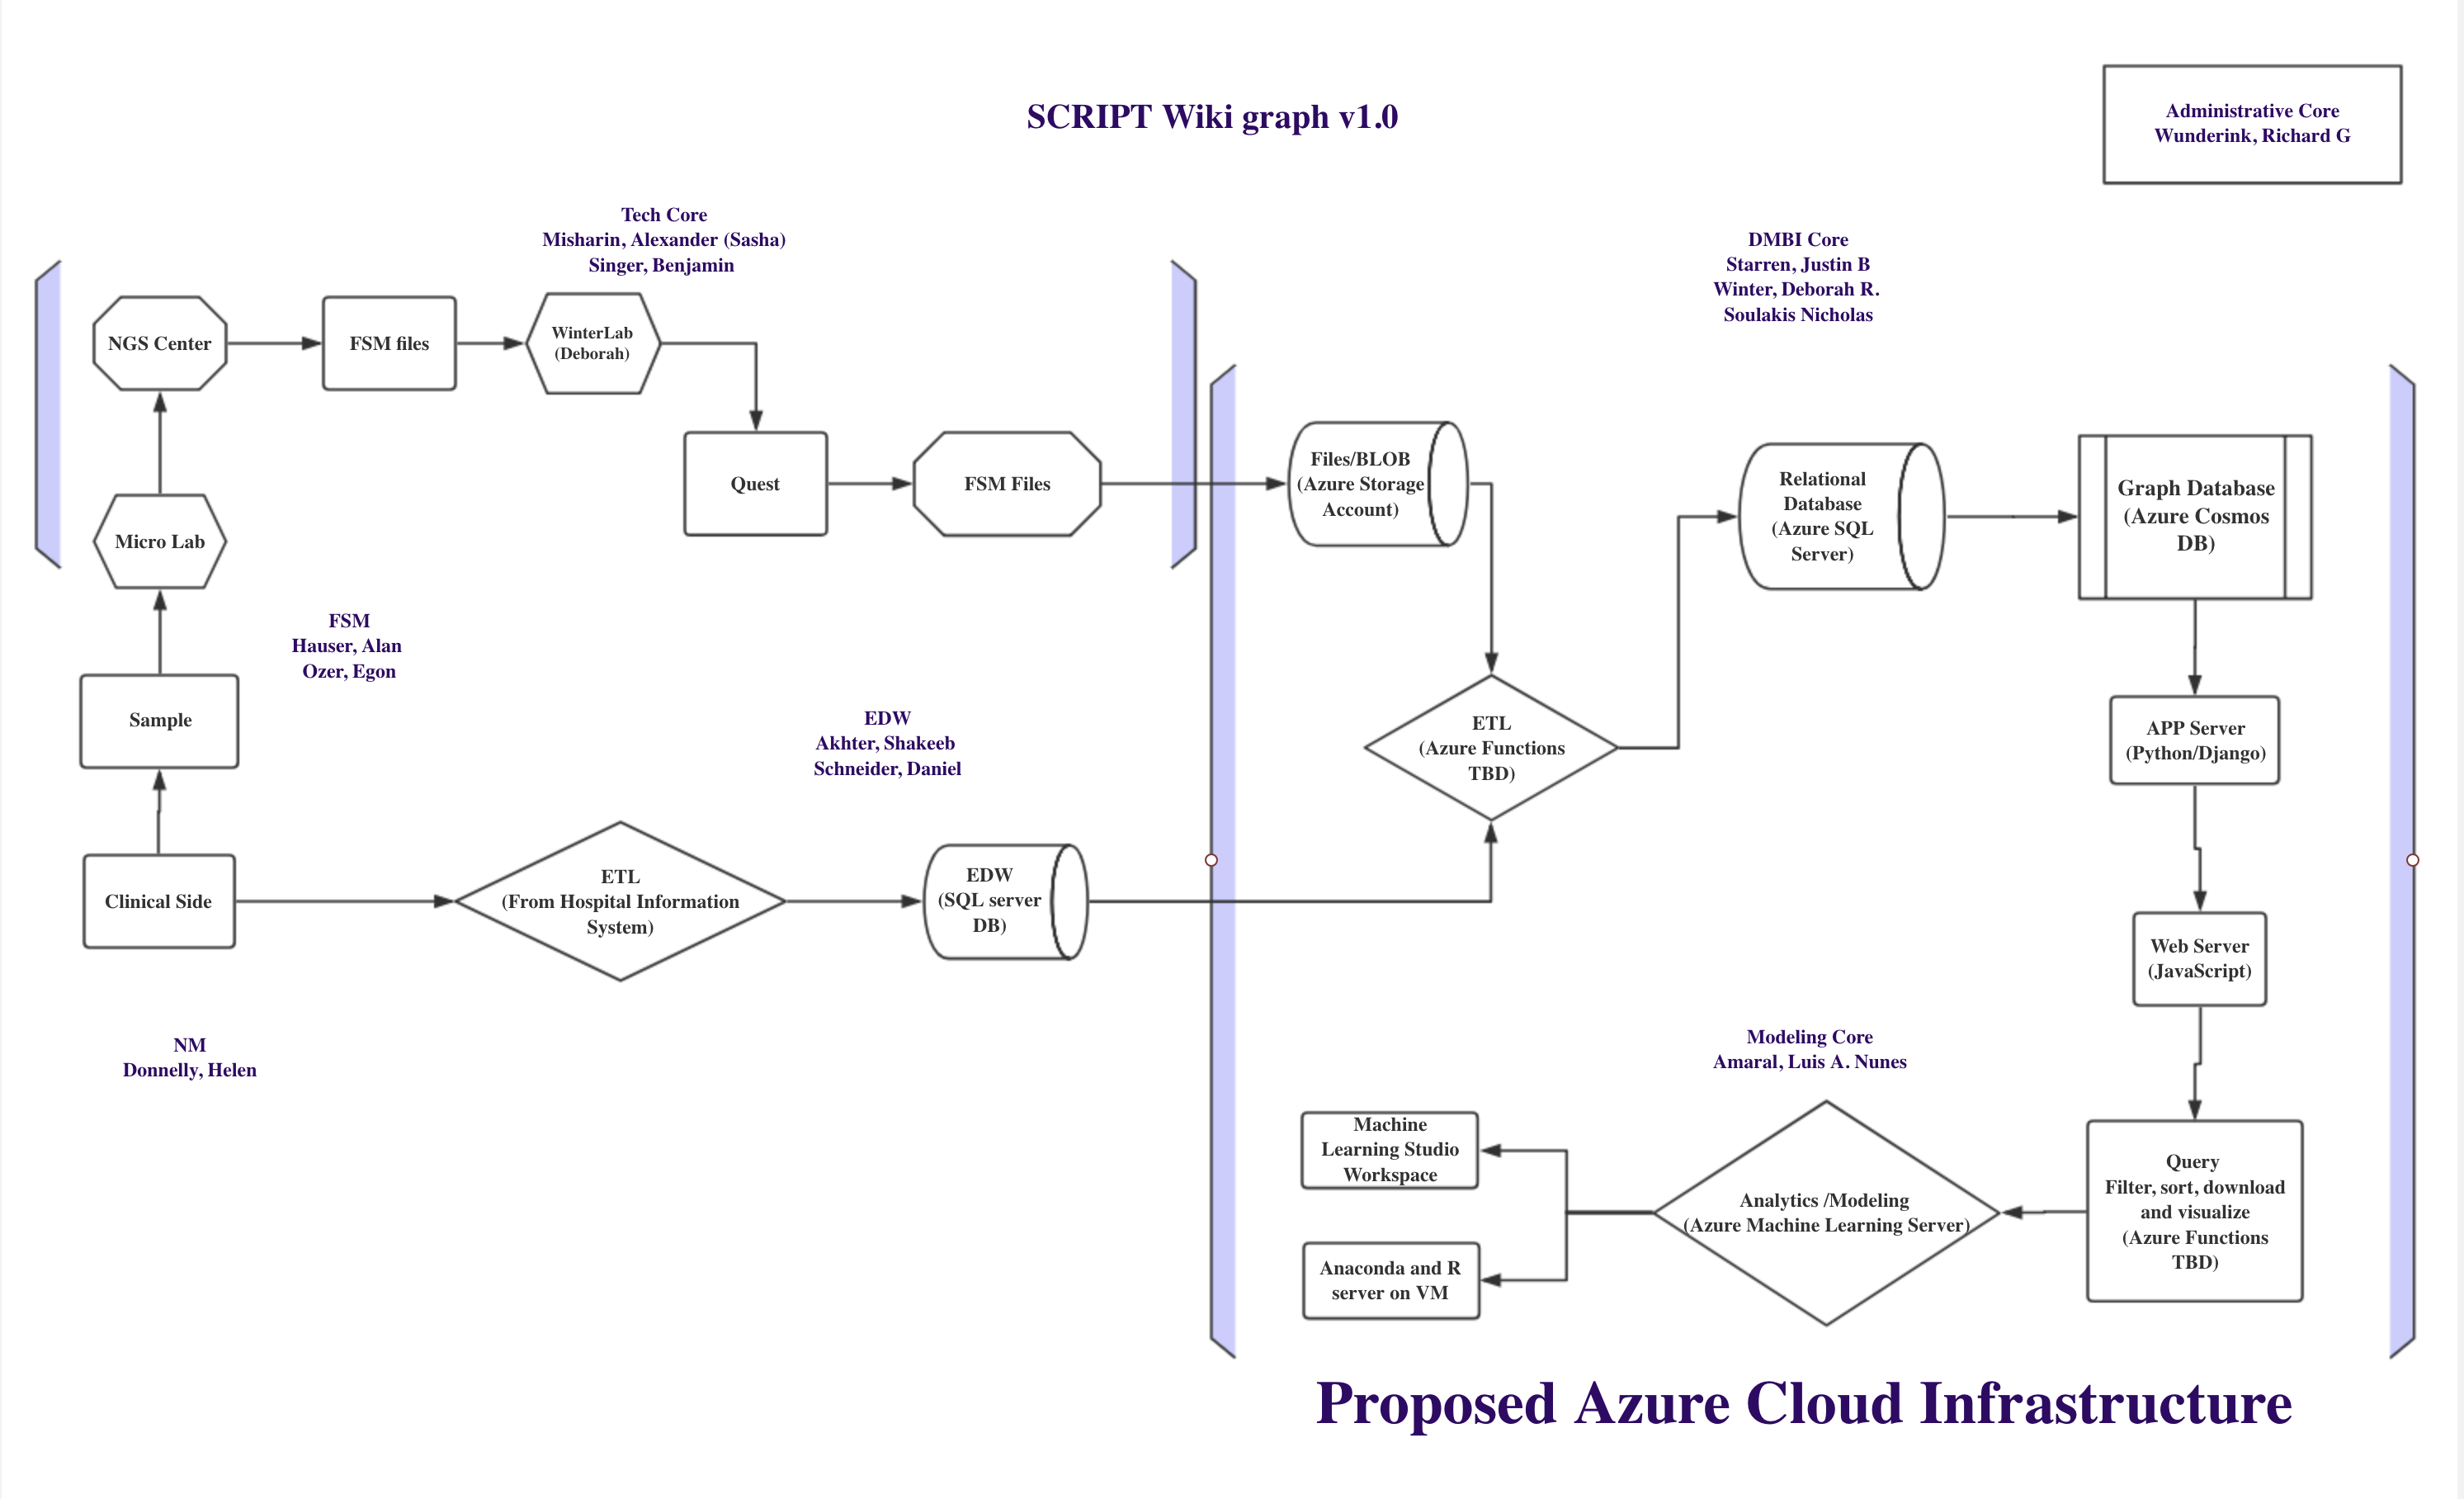 SCRIPT Wiki graph v1.0
Administrative Core
Wunderink, Richard G
Tech Core
Misharin, Alexander (Sasha)
Singer, Benjamin
DMBI Core
Starren, Justin B
Winter, Deborah R.
Soulakis Nicholas
NGS Center
FSM files
WinterLab
(Deborah)
Quest
FSM Files
Micro Lab
FSM
Hauser, Alan
Ozer, Egon
Sample
Clinical Side
NM
Donnelly, Helen
ETL
(From Hospital Information
System)
EDW
Akhter, Shakeeb
Schneider, Daniel
EDW
(SQL server
DB)
Files/BLOB
(Azure Storage
Account)
ETL
(Azure Functions
TBD)
Relational
Database
(Azure SQL
Server)
Graph Database
(Azure Cosmos
DB)
APP Server
(Python/Django)
Web Server
(JavaScript)
Query
Filter, sort, download
and visualize
(Azure Functions
TBD)
Modeling Core
Amaral, Luis A. Nunes
Analytics /Modeling
(Azure Machine Learning Server)
Machine
Learning Studio
Workspace
Anaconda and R
server on VM
Proposed Azure Cloud Infrastructure